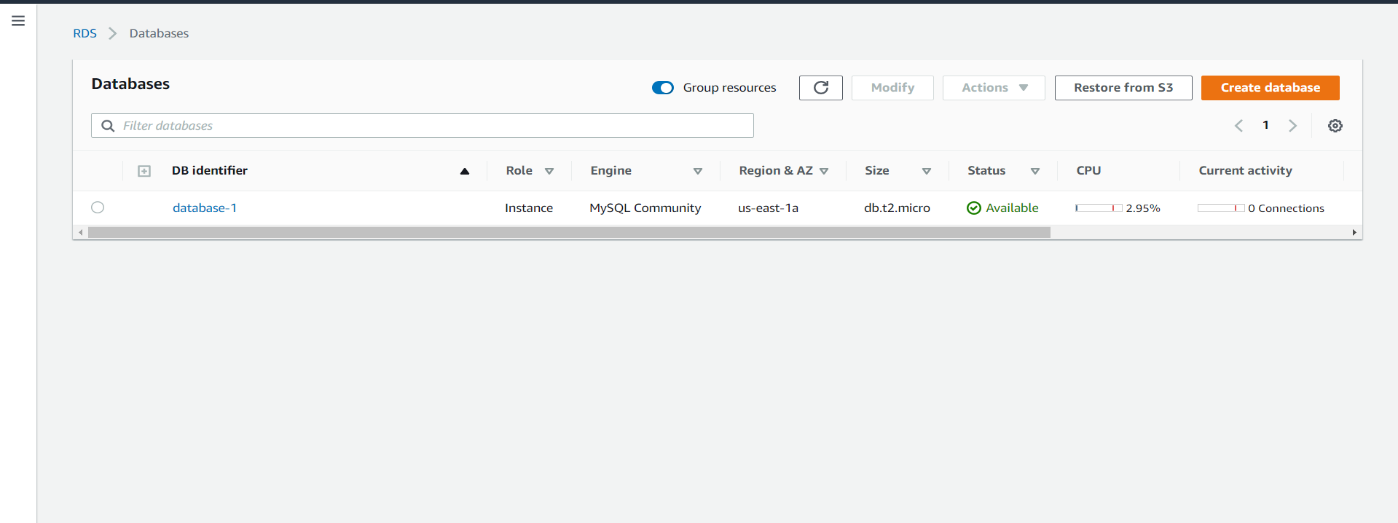 RDS Databases
Databases Group resources Modify Actions Restore from S3 Create database
Filter databases 1
DB identifier Role Engine Region & AZ Size Status CPU Current activity
database-1 Instance MySQL Community us-east-1a db.t2.micro Available 2.95% 0 Connections